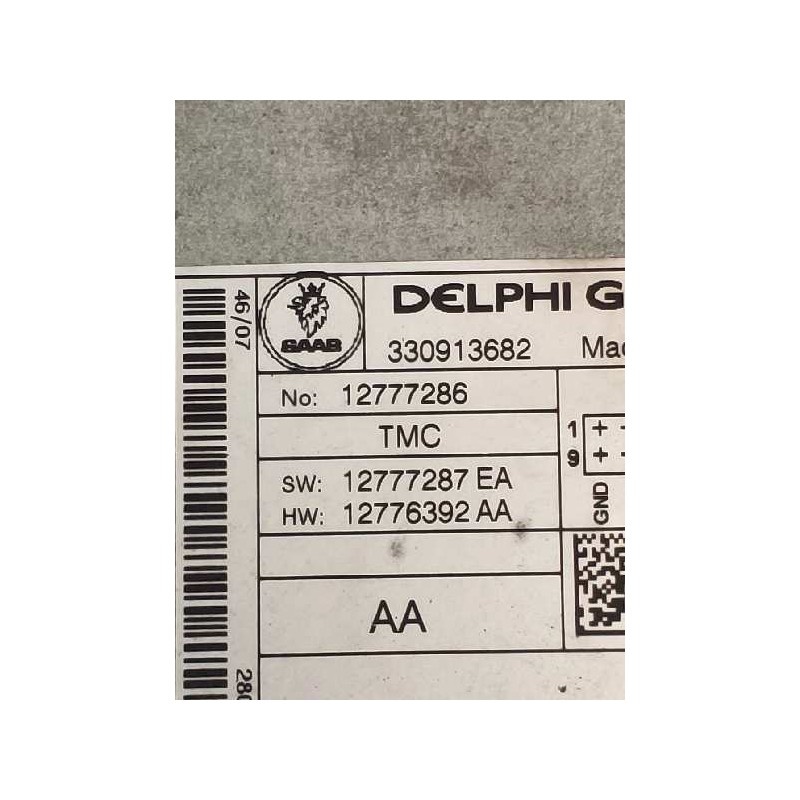 46/07
SAAB
DELPHI G
330913682 Mad
No: 12777286
TMC
SW: 12777287 EA
HW: 12776392 AA
1 + -
9 + -
GND
AA
280